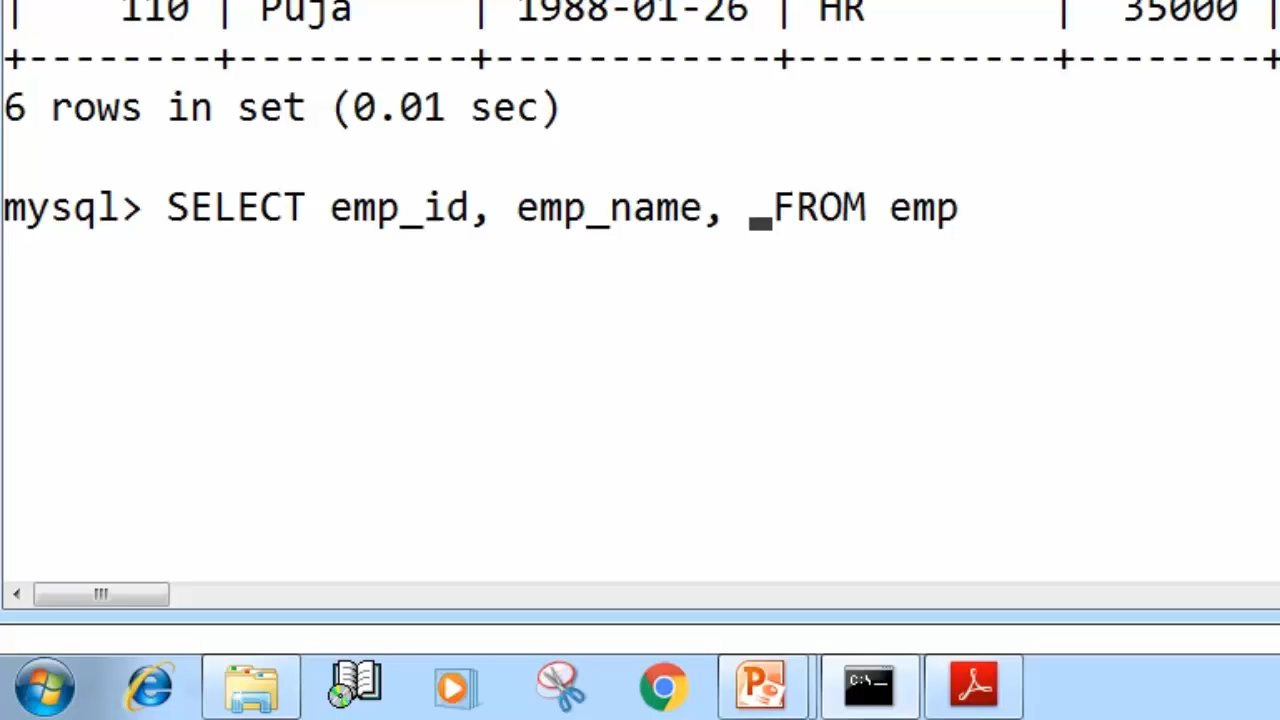 |    110 | Puja     | 1988-01-26 | HR        |  35000 |
+--------+----------+------------+-----------+--------+
6 rows in set (0.01 sec)
mysql> SELECT emp_id, emp_name, _FROM emp
C:\_